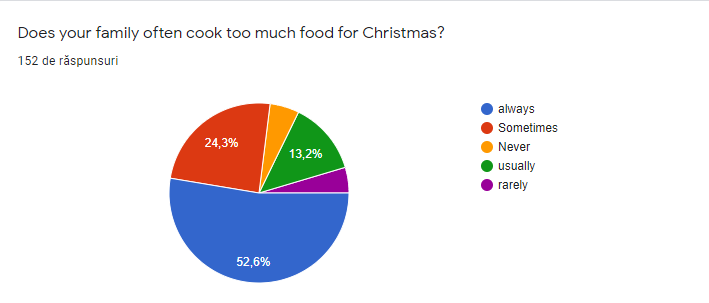 Does your family often cook too much food for Christmas?
152 de răspunsuri
24,3%
13,2%
52,6%
always
Sometimes
Never
usually
rarely